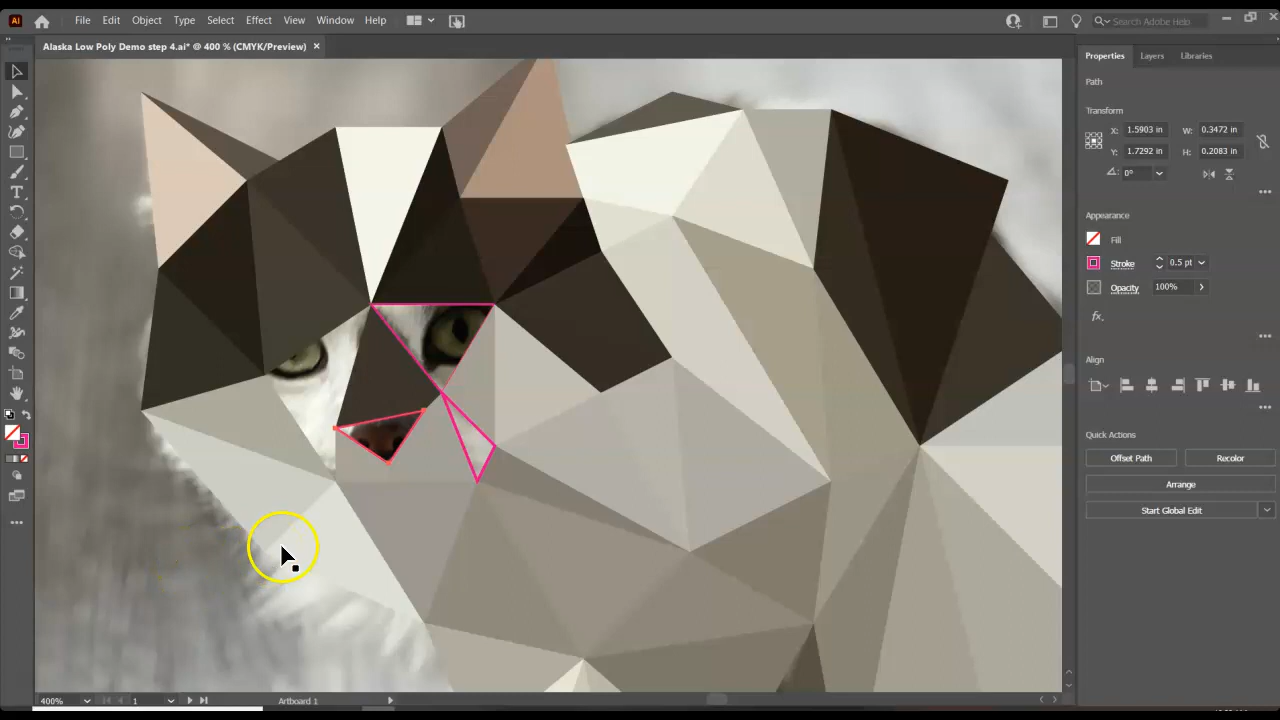 Ai File Edit Object Type Select Effect View Window Help Search Adobe Help
Alaska Low Poly Demo step 4.ai* @ 400 % (CMYK/Preview) ×
Properties Layers Libraries
Path
Transform
X: 1.5903 in W: 0.3472 in
Y: 1.7292 in H: 0.2083 in
0°
Appearance
Fill
Stroke 0.5 pt
Opacity 100%
fx
Align
Quick Actions
Offset Path Recolor
Arrange
Start Global Edit
400% 1 Artboard 1